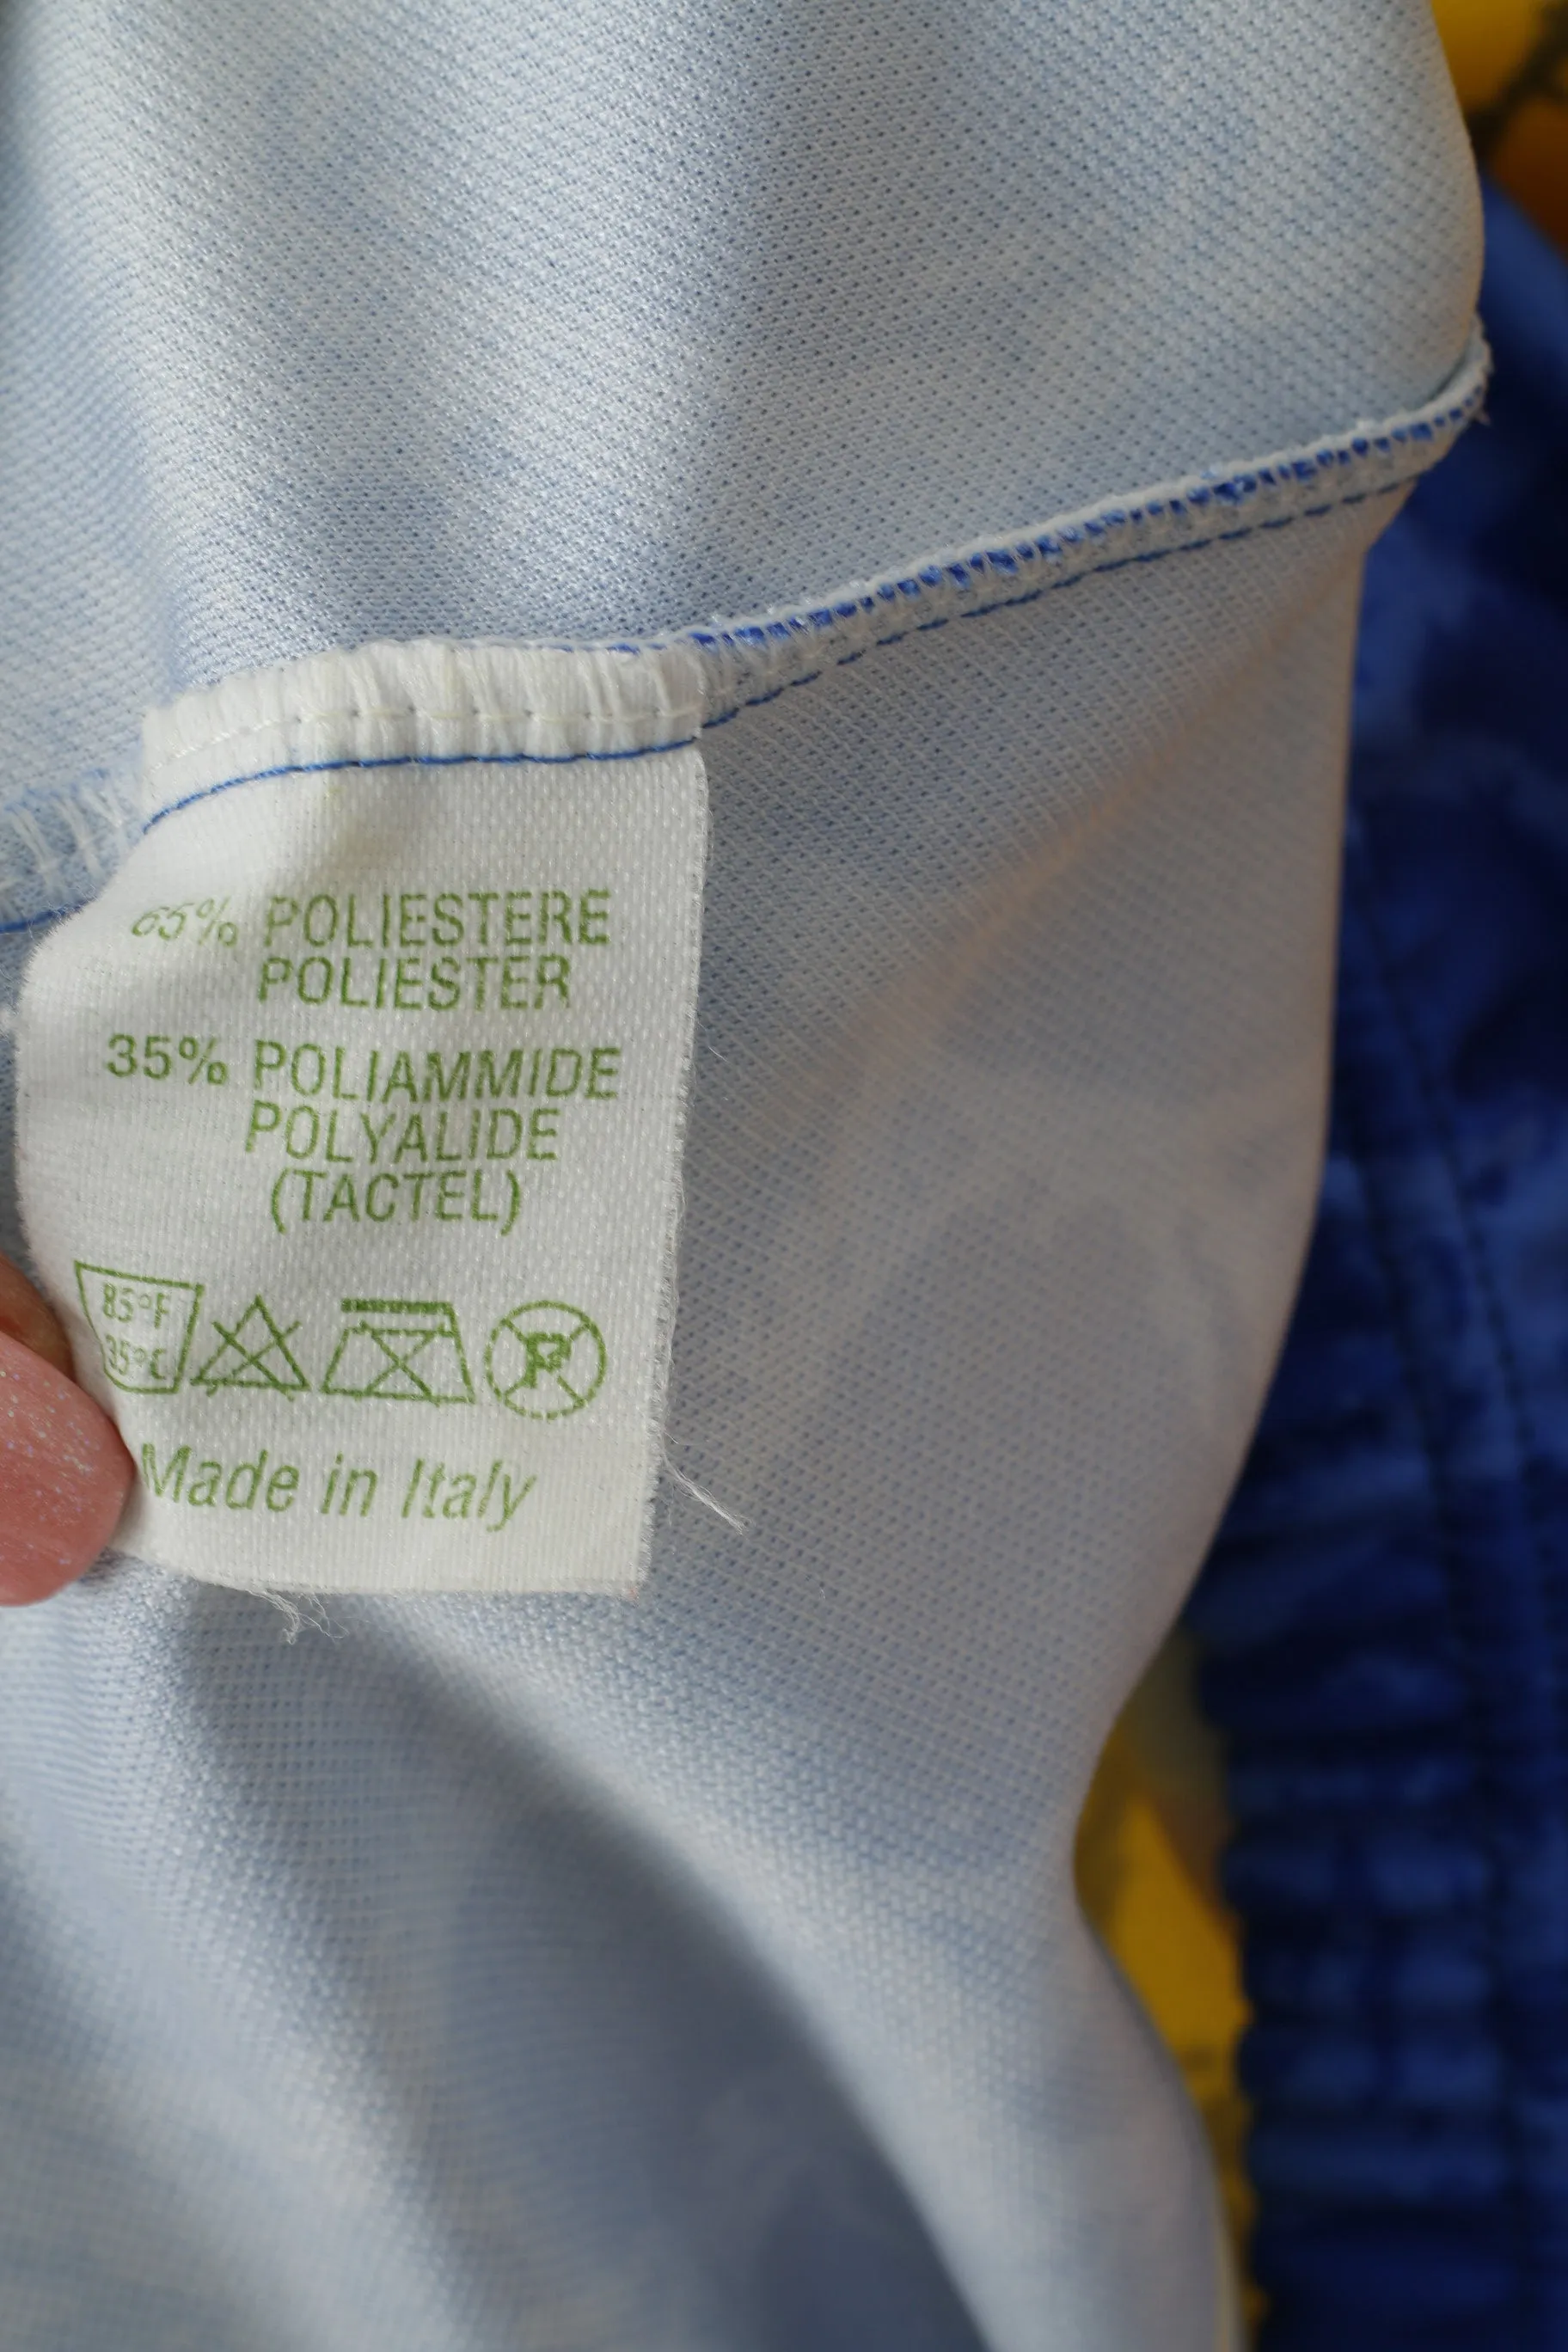 65% POLIESTERE
POLIESTER
35% POLIAMMIDE
POLYALIDE
(TACTEL)
85°F
35°C
P
Made in Italy